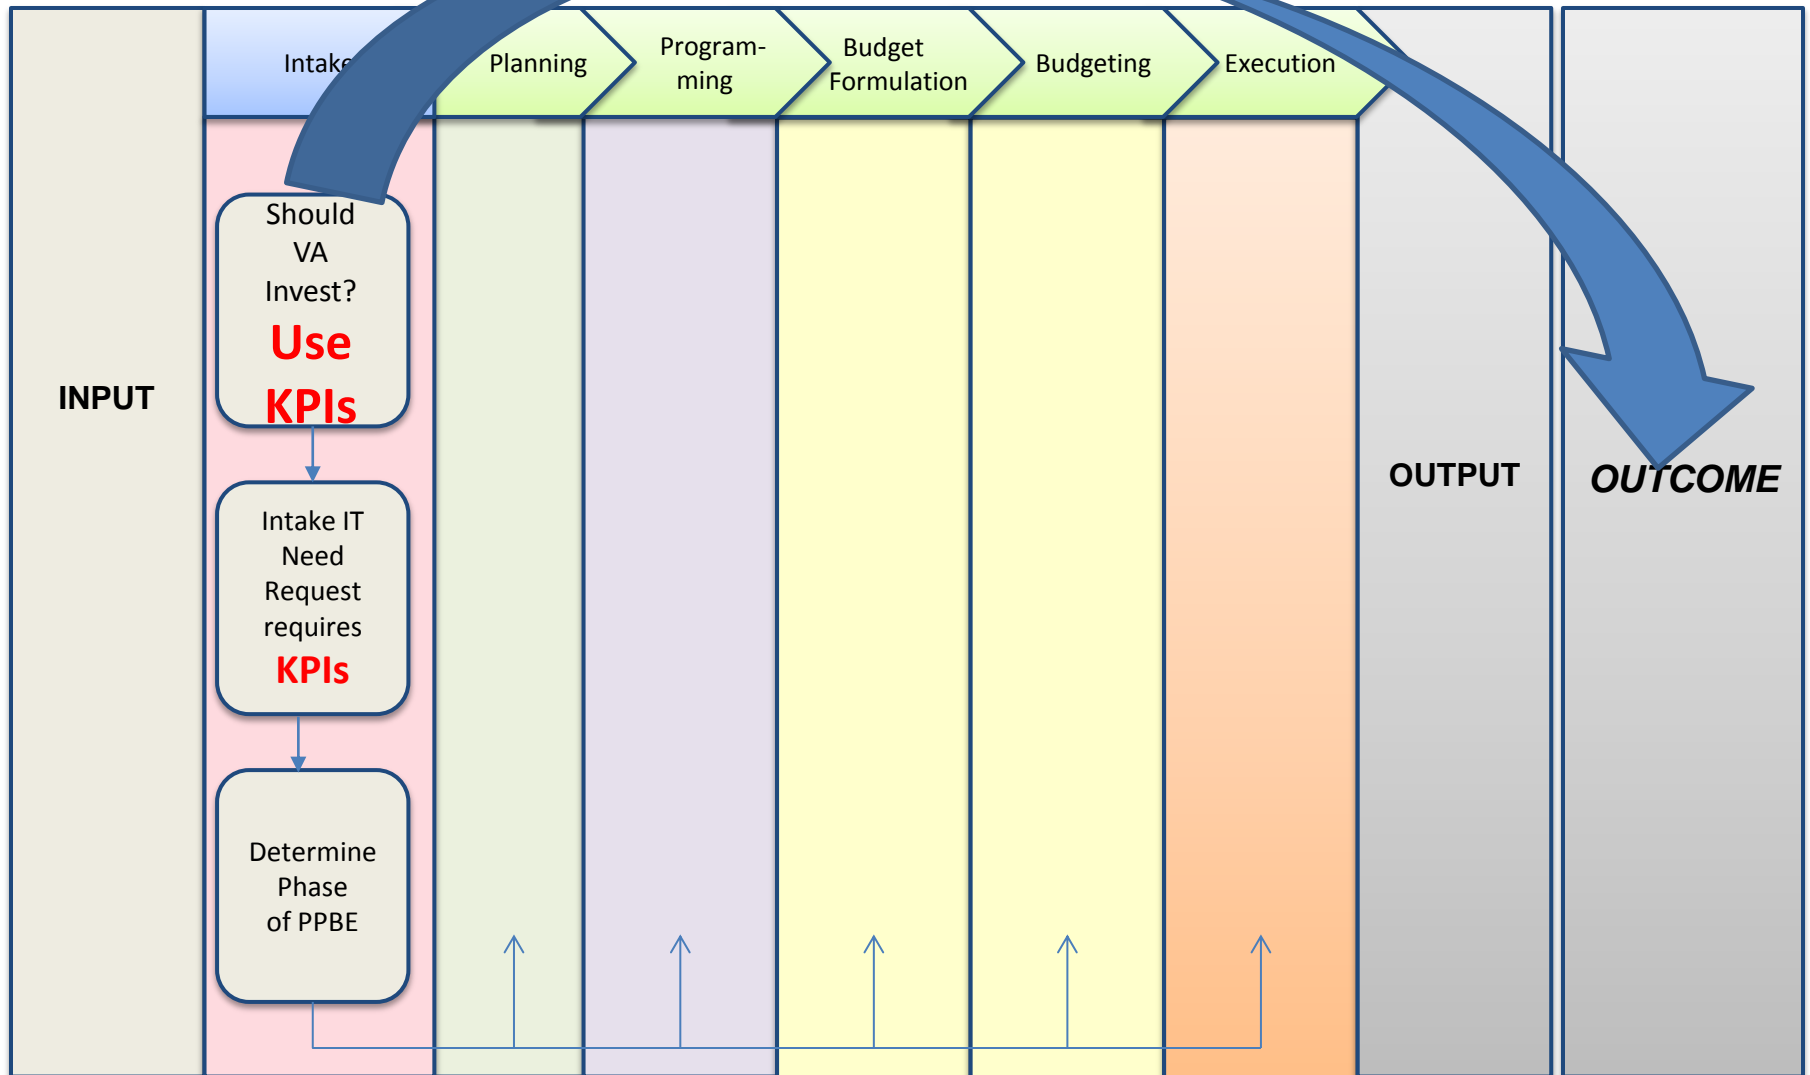 Intake
Planning
Program-
ming
Budget
Formulation
Budgeting
Execution
INPUT
Should
VA
Invest?
Use
KPIs
Intake IT
Need
Request
requires
KPIs
Determine
Phase
of PPBE
OUTPUT
OUTCOME